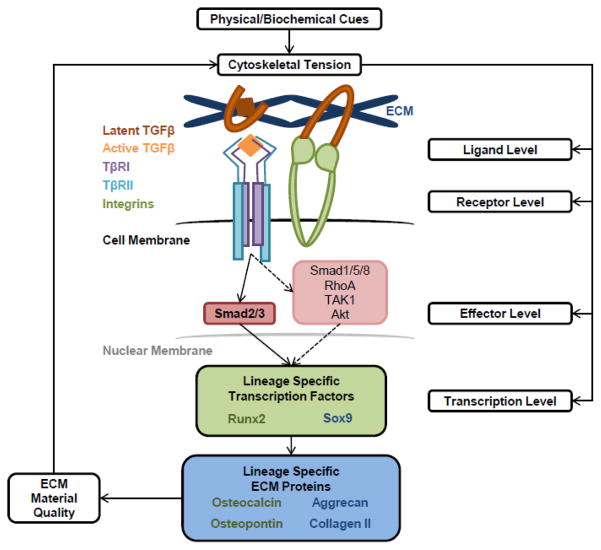 Physical/Biochemical Cues
Cytoskeletal Tension
ECM
Latent TGFβ
Active TGFβ
TβRI
TβRII
Integrins
Ligand Level
Receptor Level
Cell Membrane
Smad1/5/8
RhoA
TAK1
Akt
Smad2/3
Effector Level
Nuclear Membrane
Lineage Specific
Transcription Factors
Runx2 Sox9
Transcription Level
Lineage Specific
ECM Proteins
Osteocalcin Aggrecan
Osteopontin Collagen II
ECM
Material
Quality